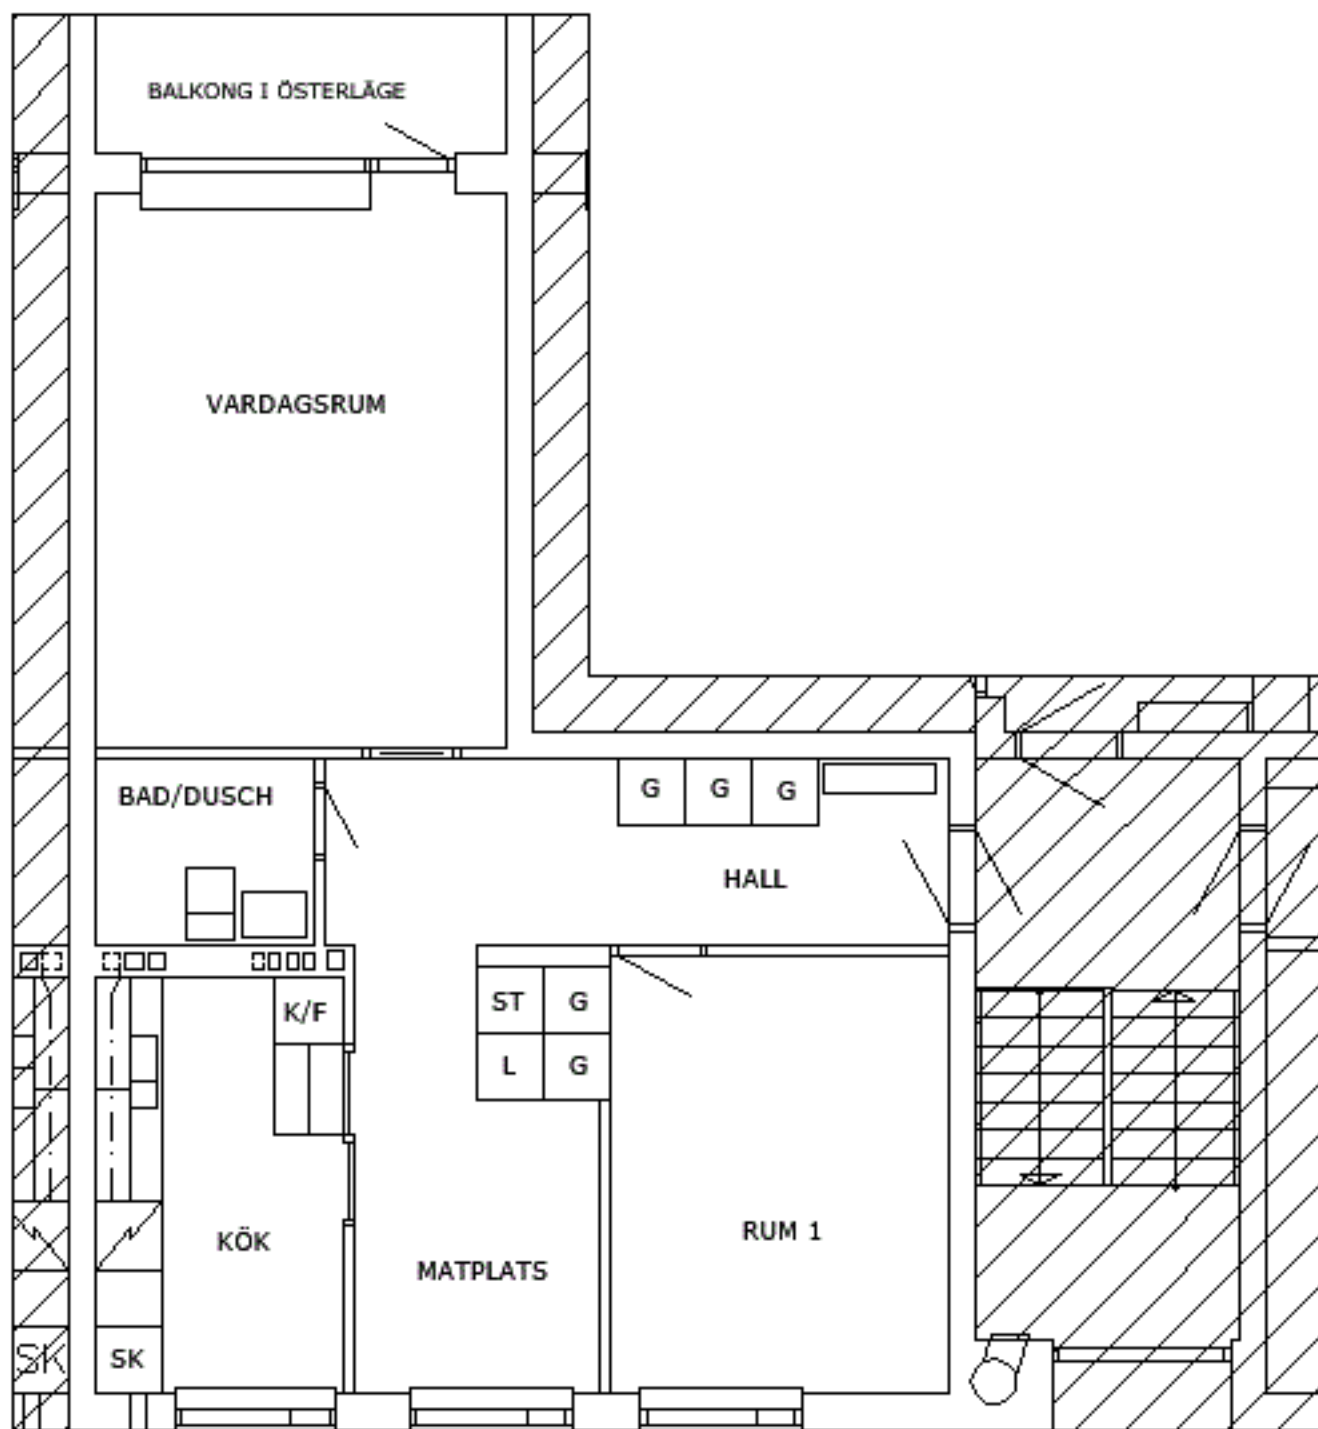 BALKONG I ÖSTERLÄGE
VARDAGSRUM
BAD/DUSCH
G G G
HALL
K/F
ST G
L G
KÖK
MATPLATS
RUM 1
SK
SK